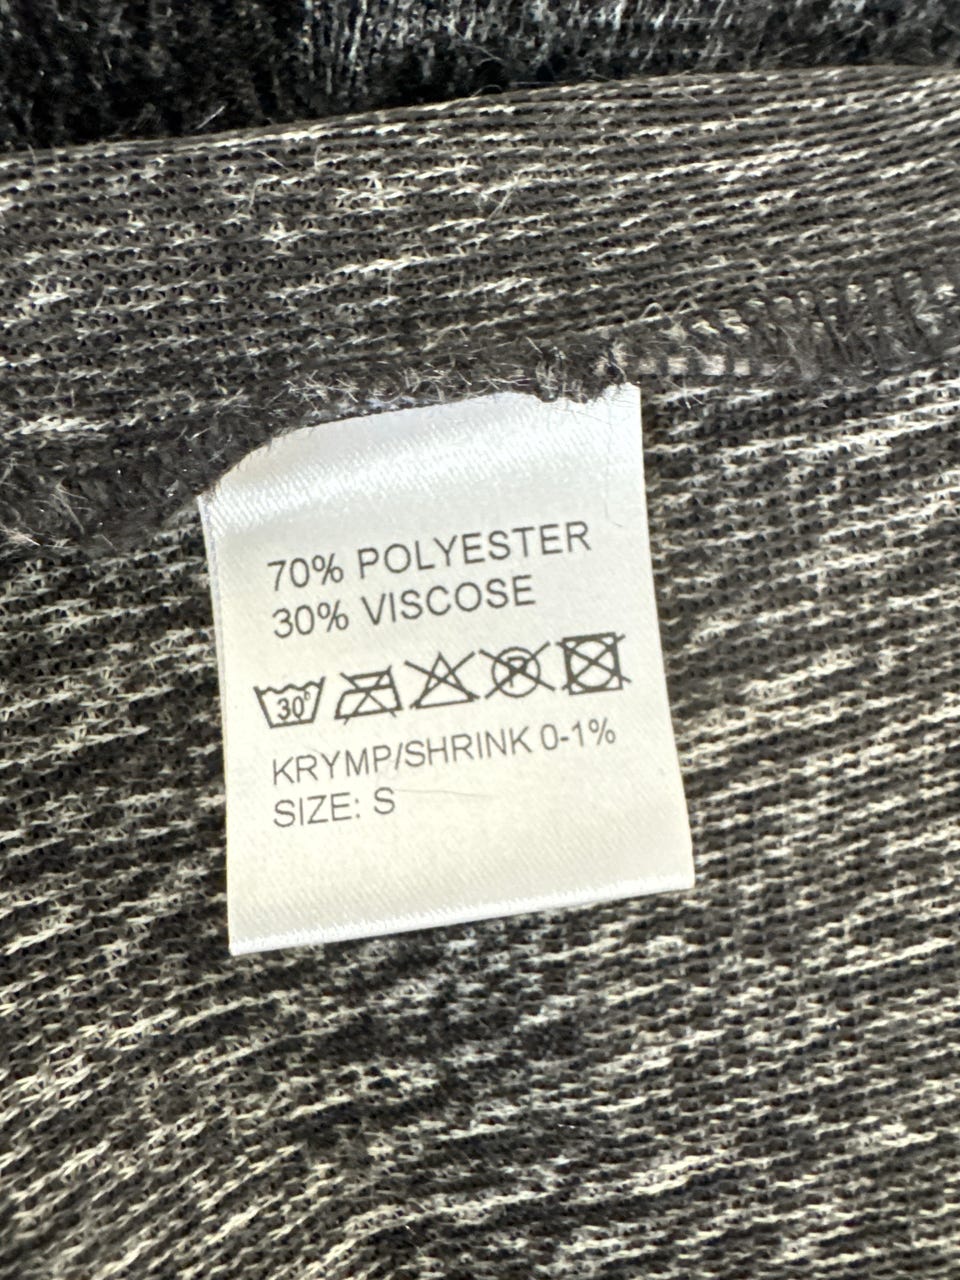 70% POLYESTER
30% VISCOSE
30° P
KRYMP/SHRINK 0-1%
SIZE: S